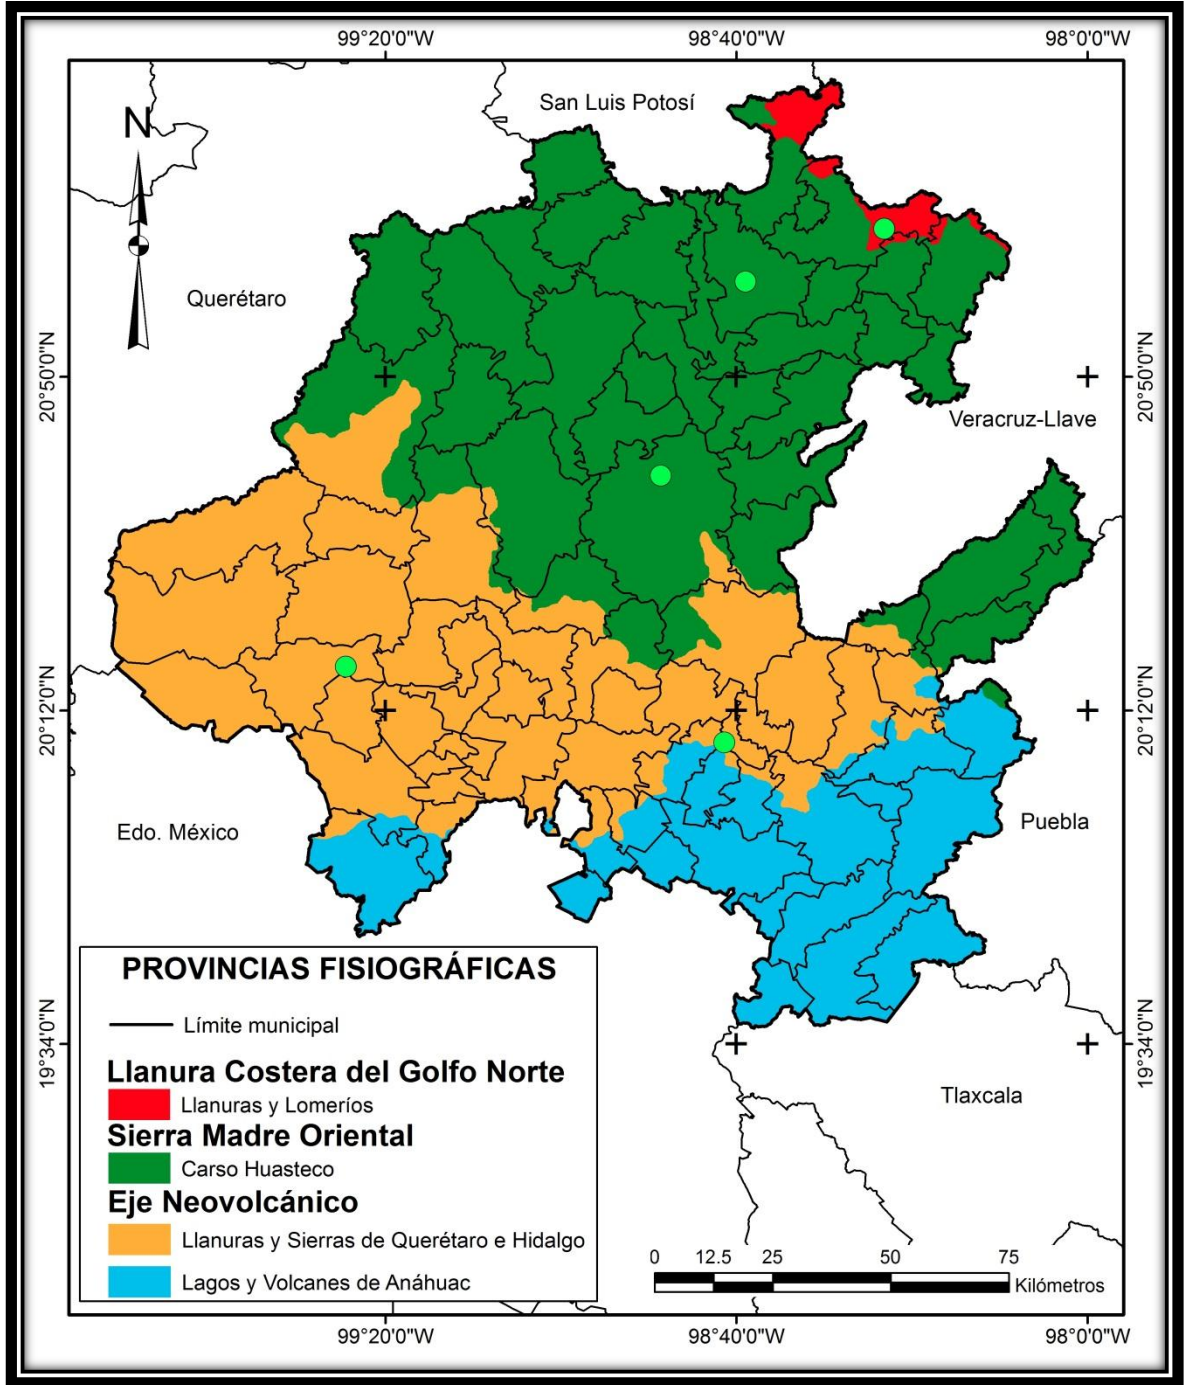 99°20'0"W
98°40'0"W
98°0'0"W
San Luis Potosí
N
Querétaro
20°50'0"N
20°50'0"N
Veracruz-Llave
20°12'0"N
20°12'0"N
Edo. México
Puebla
PROVINCIAS FISIOGRÁFICAS
Límite municipal
Llanura Costera del Golfo Norte
Llanuras y Lomeríos
Sierra Madre Oriental
Carso Huasteco
Eje Neovolcánico
Llanuras y Sierras de Querétaro e Hidalgo
Lagos y Volcanes de Anáhuac
19°34'0"N
19°34'0"N
Tlaxcala
0 12.5 25 50 75
Kilómetros
99°20'0"W
98°40'0"W
98°0'0"W